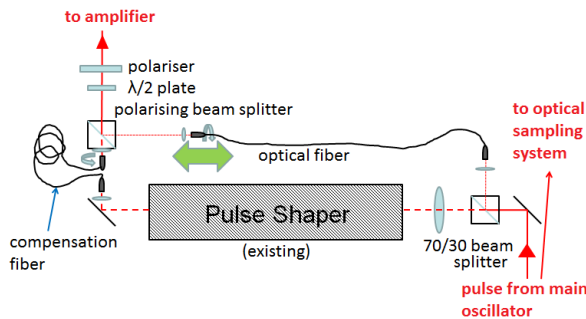 to amplifier
polariser
λ/2 plate
polarising beam splitter
to optical
sampling
system
optical fiber
Pulse Shaper
(existing)
compensation
fiber
70/30 beam
splitter
pulse from main
oscillator